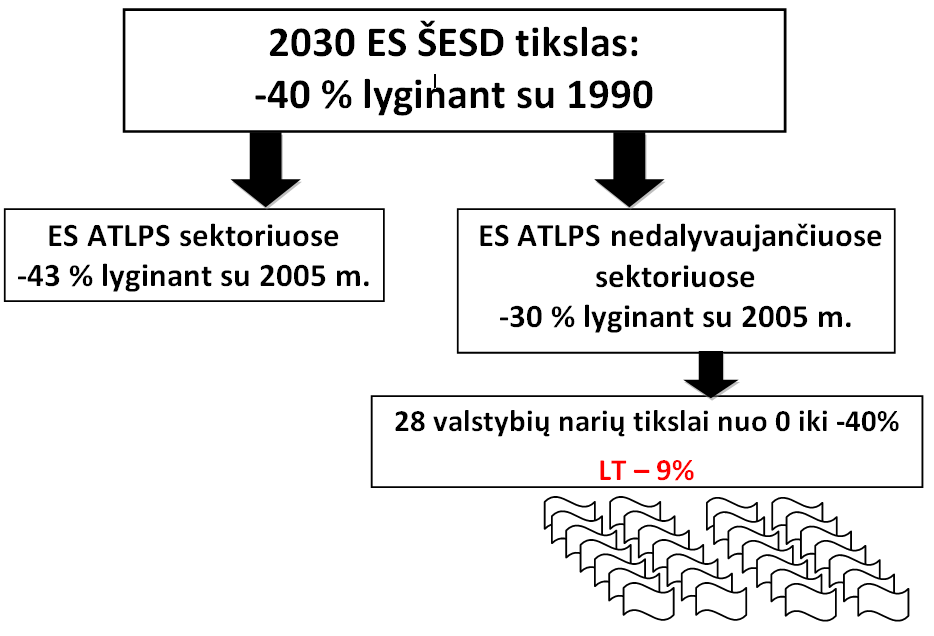 2030 ES ŠESD tikslas:
-40 % lyginant su 1990
ES ATLPS sektoriuose
-43 % lyginant su 2005 m.
ES ATLPS nedalyvaujančiuose
sektoriuose
-30 % lyginant su 2005 m.
28 valstybių narių tikslai nuo 0 iki -40%
LT – 9%